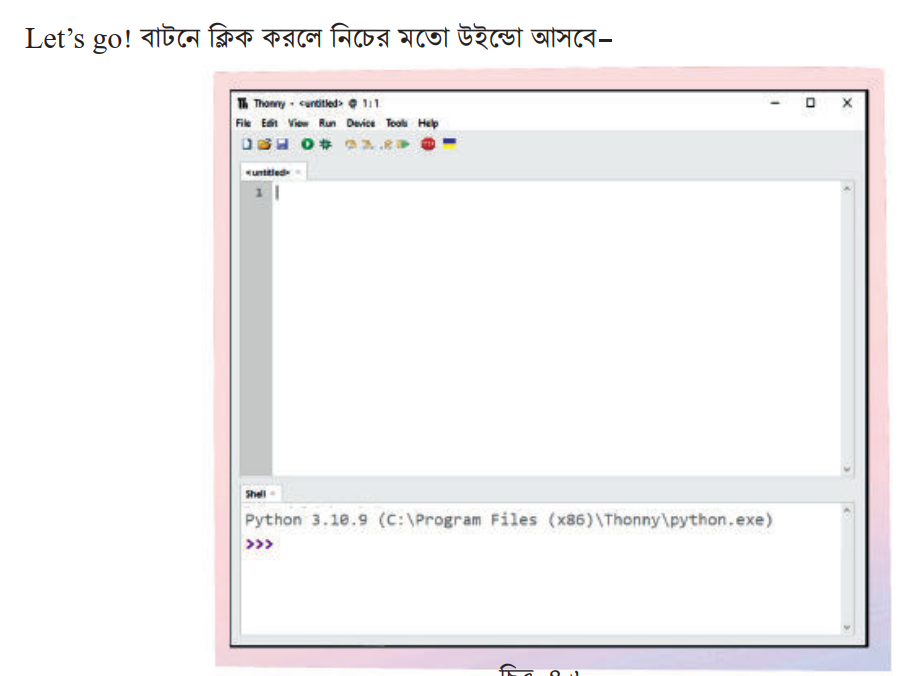 Let’s go! বাটনে ক্লিক করলে নিচের মতো উইন্ডো আসবে–
Thonny - <untitled> @ 1:1
File Edit View Run Device Tools Help
<untitled>
1
Shell
Python 3.10.9 (C:\Program Files (x86)\Thonny\python.exe)
>>>